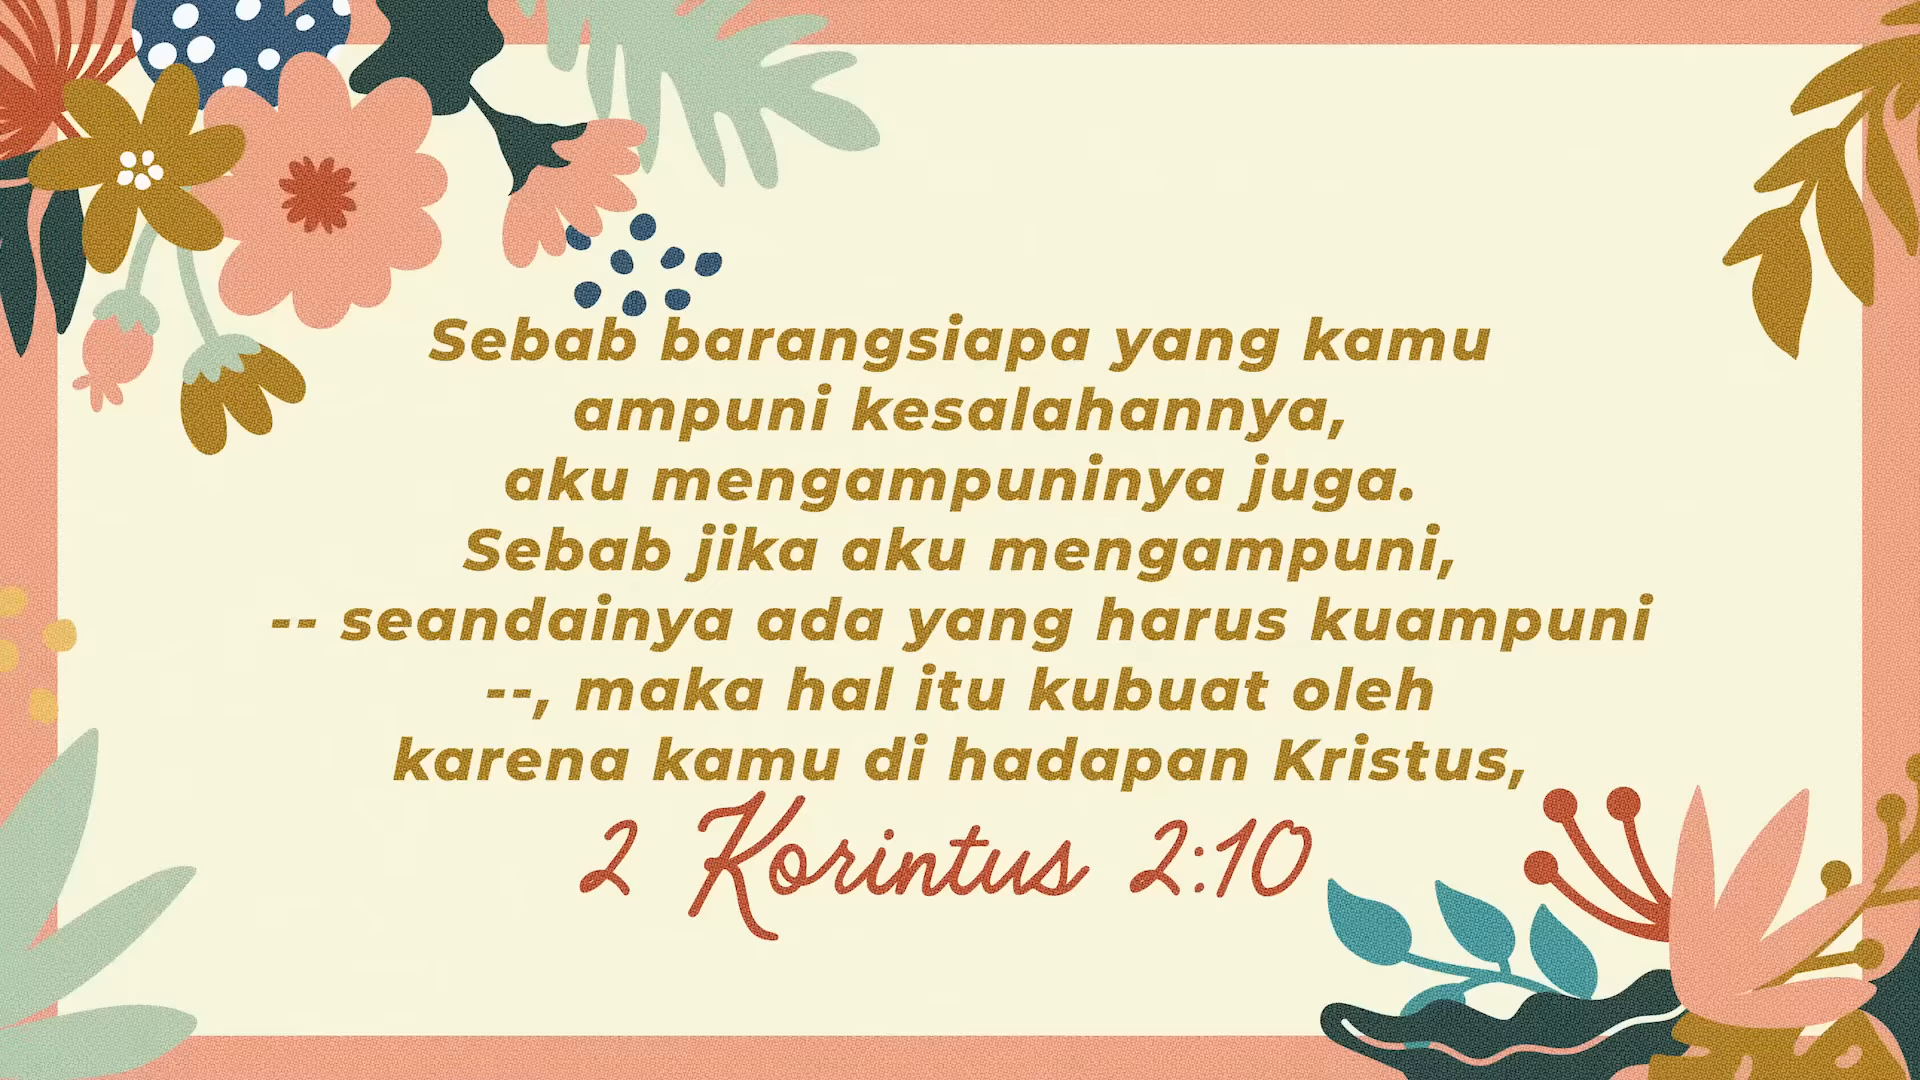 Sebab barangsiapa yang kamu
ampuni kesalahannya,
aku mengampuninya juga.
Sebab jika aku mengampuni,
-- seandainya ada yang harus kuampuni
--, maka hal itu kubuat oleh
karena kamu di hadapan Kristus,
2 Korintus 2:10